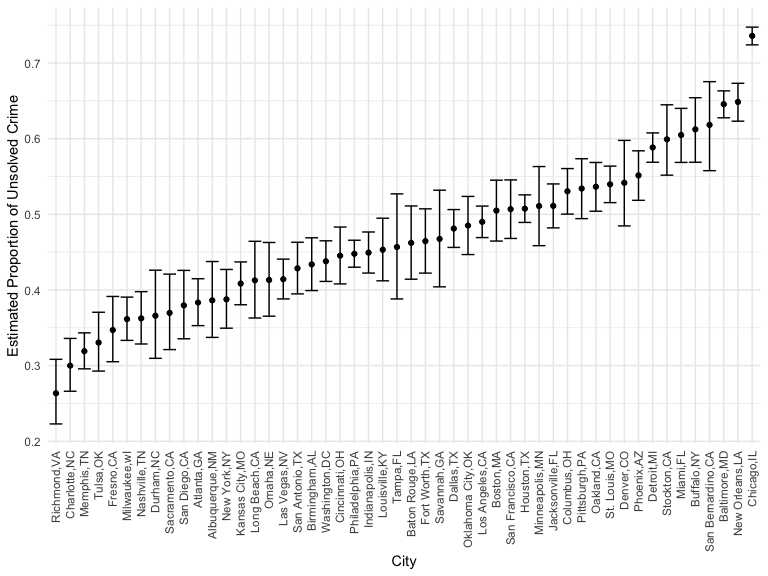 Estimated Proportion of Unsolved Crime
0.7
0.6
0.5
0.4
0.3
0.2
Richmond,VA
Charlotte,NC
Memphis,TN
Tulsa,OK
Fresno,CA
Milwaukee,wI
Nashville,TN
Durham,NC
Sacramento,CA
San Diego,CA
Atlanta,GA
Albuquerque,NM
New York,NY
Kansas City,MO
Long Beach,CA
Omaha,NE
Las Vegas,NV
San Antonio,TX
Birmingham,AL
Washington,DC
Cincinnati,OH
Philadelphia,PA
Indianapolis,IN
Louisville,KY
Tampa,FL
Baton Rouge,LA
Fort Worth,TX
Savannah,GA
Dallas,TX
Oklahoma City,OK
Los Angeles,CA
Boston,MA
San Francisco,CA
Houston,TX
Minneapolis,MN
Jacksonville,FL
Columbus,OH
Pittsburgh,PA
Oakland,CA
St. Louis,MO
Denver,CO
Phoenix,AZ
Detroit,MI
Stockton,CA
Miami,FL
Buffalo,NY
San Bernardino,CA
Baltimore,MD
New Orleans,LA
Chicago,IL
City